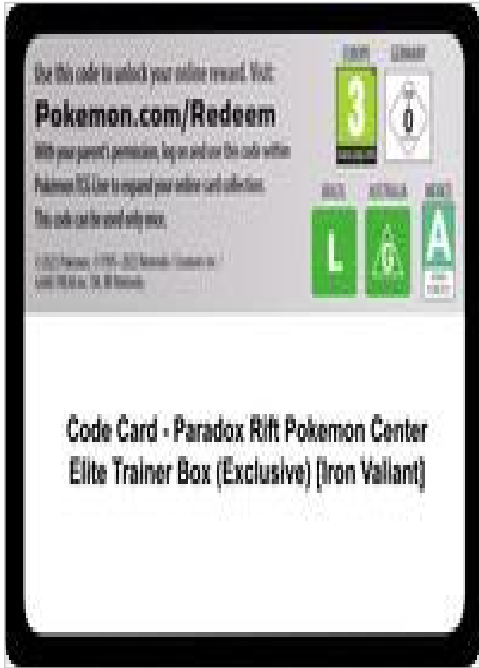 Use this code to unlock your online reward. Visit:
Pokemon.com/Redeem
With your parent's permission, log on and use this code within
Pokémon TCG Live to expand your online card collection.
This code can be used only once.
EUROPE GERMANY
3
0
BRAZIL AUSTRALIA MEXICO
L G A
Code Card - Paradox Rift Pokemon Center
Elite Trainer Box (Exclusive) [Iron Valiant]